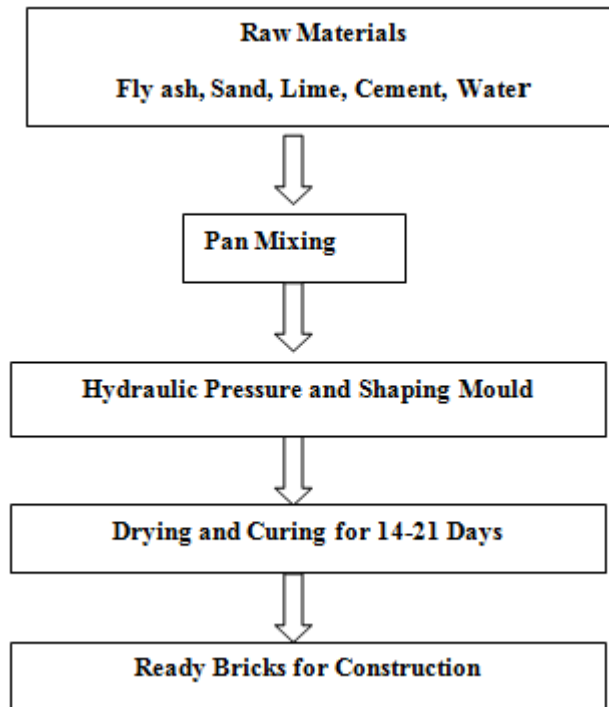 Raw Materials
Fly ash, Sand, Lime, Cement, Water
Pan Mixing
Hydraulic Pressure and Shaping Mould
Drying and Curing for 14-21 Days
Ready Bricks for Construction